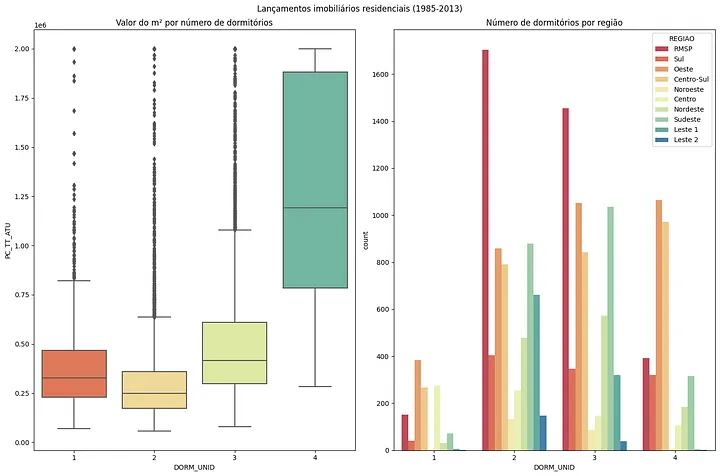 Lançamentos imobiliários residenciais (1985-2013)
Valor do m² por número de dormitórios
1e6
2.00
1.75
1.50
1.25
1.00
0.75
0.50
0.25
0.00
PC_TT_ATU
1 2 3 4
DORM_UNID
Número de dormitórios por região
1600
1400
1200
1000
800
600
400
200
0
count
1 2 3 4
DORM_UNID
REGIAO
RMSP
Sul
Oeste
Centro-Sul
Noroeste
Centro
Nordeste
Sudeste
Leste 1
Leste 2